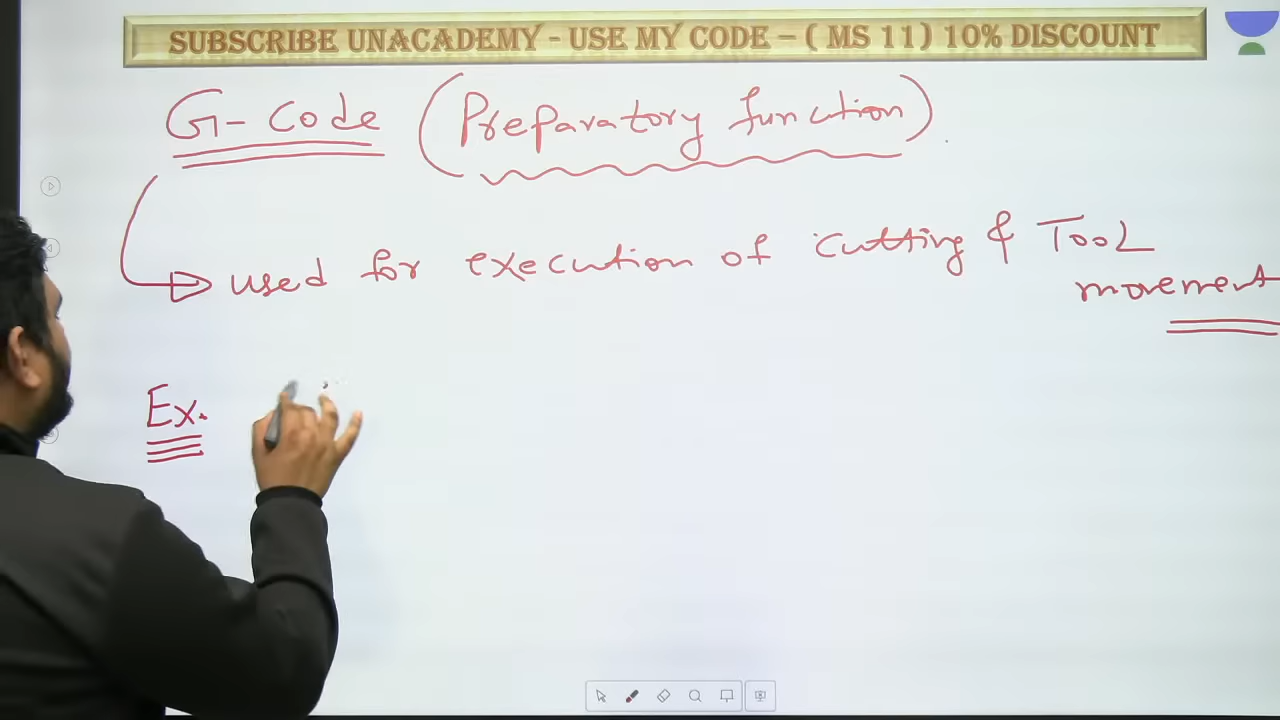 SUBSCRIBE UNACADEMY - USE MY CODE – ( MS 11) 10% DISCOUNT
G-Code (Preparatory function)
used for execution of cutting & Tool
movement
Ex.